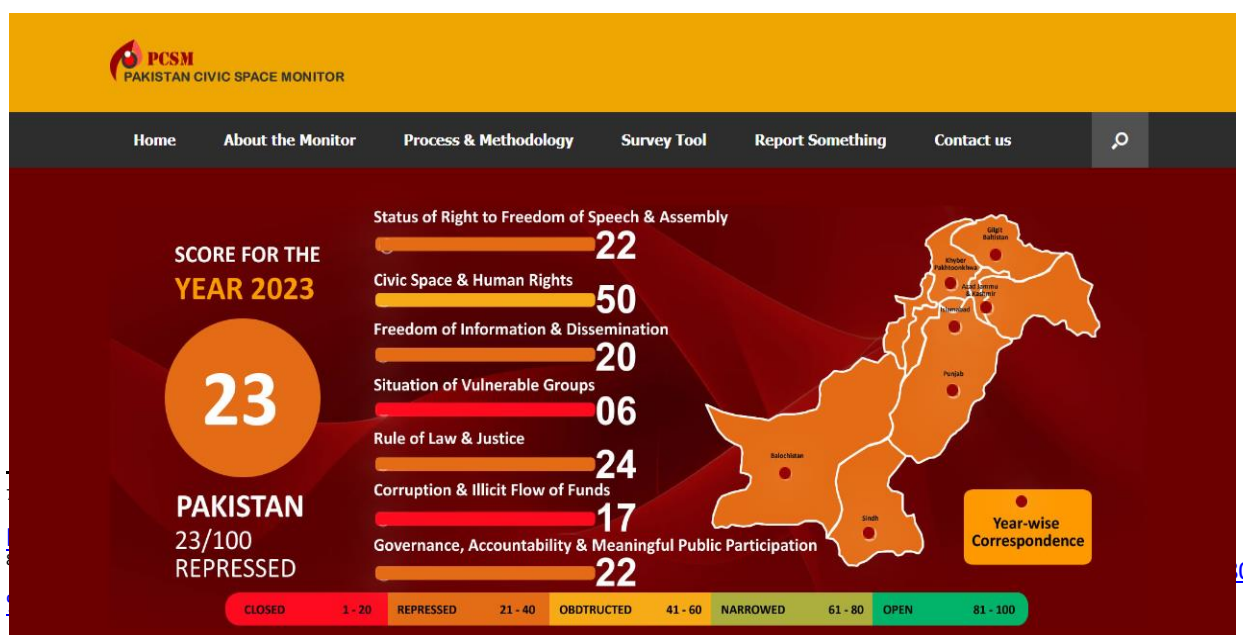 PCSM
PAKISTAN CIVIC SPACE MONITOR
Home About the Monitor Process & Methodology Survey Tool Report Something Contact us
SCORE FOR THE
YEAR 2023
23
PAKISTAN
23/100
REPRESSED
Status of Right to Freedom of Speech & Assembly
22
Civic Space & Human Rights
50
Freedom of Information & Dissemination
20
Situation of Vulnerable Groups
06
Rule of Law & Justice
24
Corruption & Illicit Flow of Funds
17
Governance, Accountability & Meaningful Public Participation
22
Gilgit
Baltistan
Khyber
Pakhtoonkhwa
Azad Jammu
& Kashmir
Islamabad
Punjab
Balochistan
Sindh
Year-wise
Correspondence
CLOSED 1 - 20 REPRESSED 21 - 40 OBDTRUCTED 41 - 60 NARROWED 61 - 80 OPEN 81 - 100